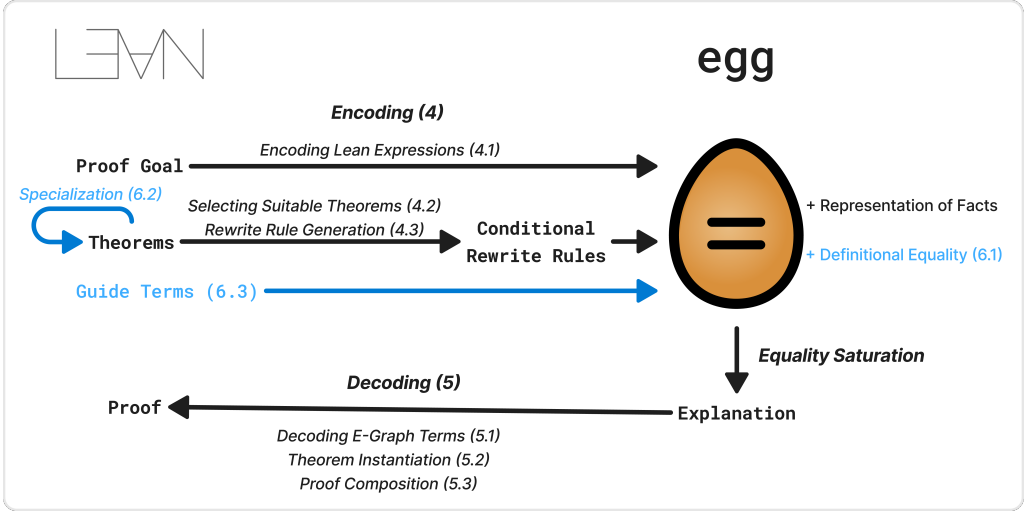 LEAN
egg
Encoding (4)
Encoding Lean Expressions (4.1)
Proof Goal
Specialization (6.2)
Selecting Suitable Theorems (4.2)
Rewrite Rule Generation (4.3)
Theorems
Conditional
Rewrite Rules
+ Representation of Facts
+ Definitional Equality (6.1)
Guide Terms (6.3)
Equality Saturation
Decoding (5)
Proof
Explanation
Decoding E-Graph Terms (5.1)
Theorem Instantiation (5.2)
Proof Composition (5.3)